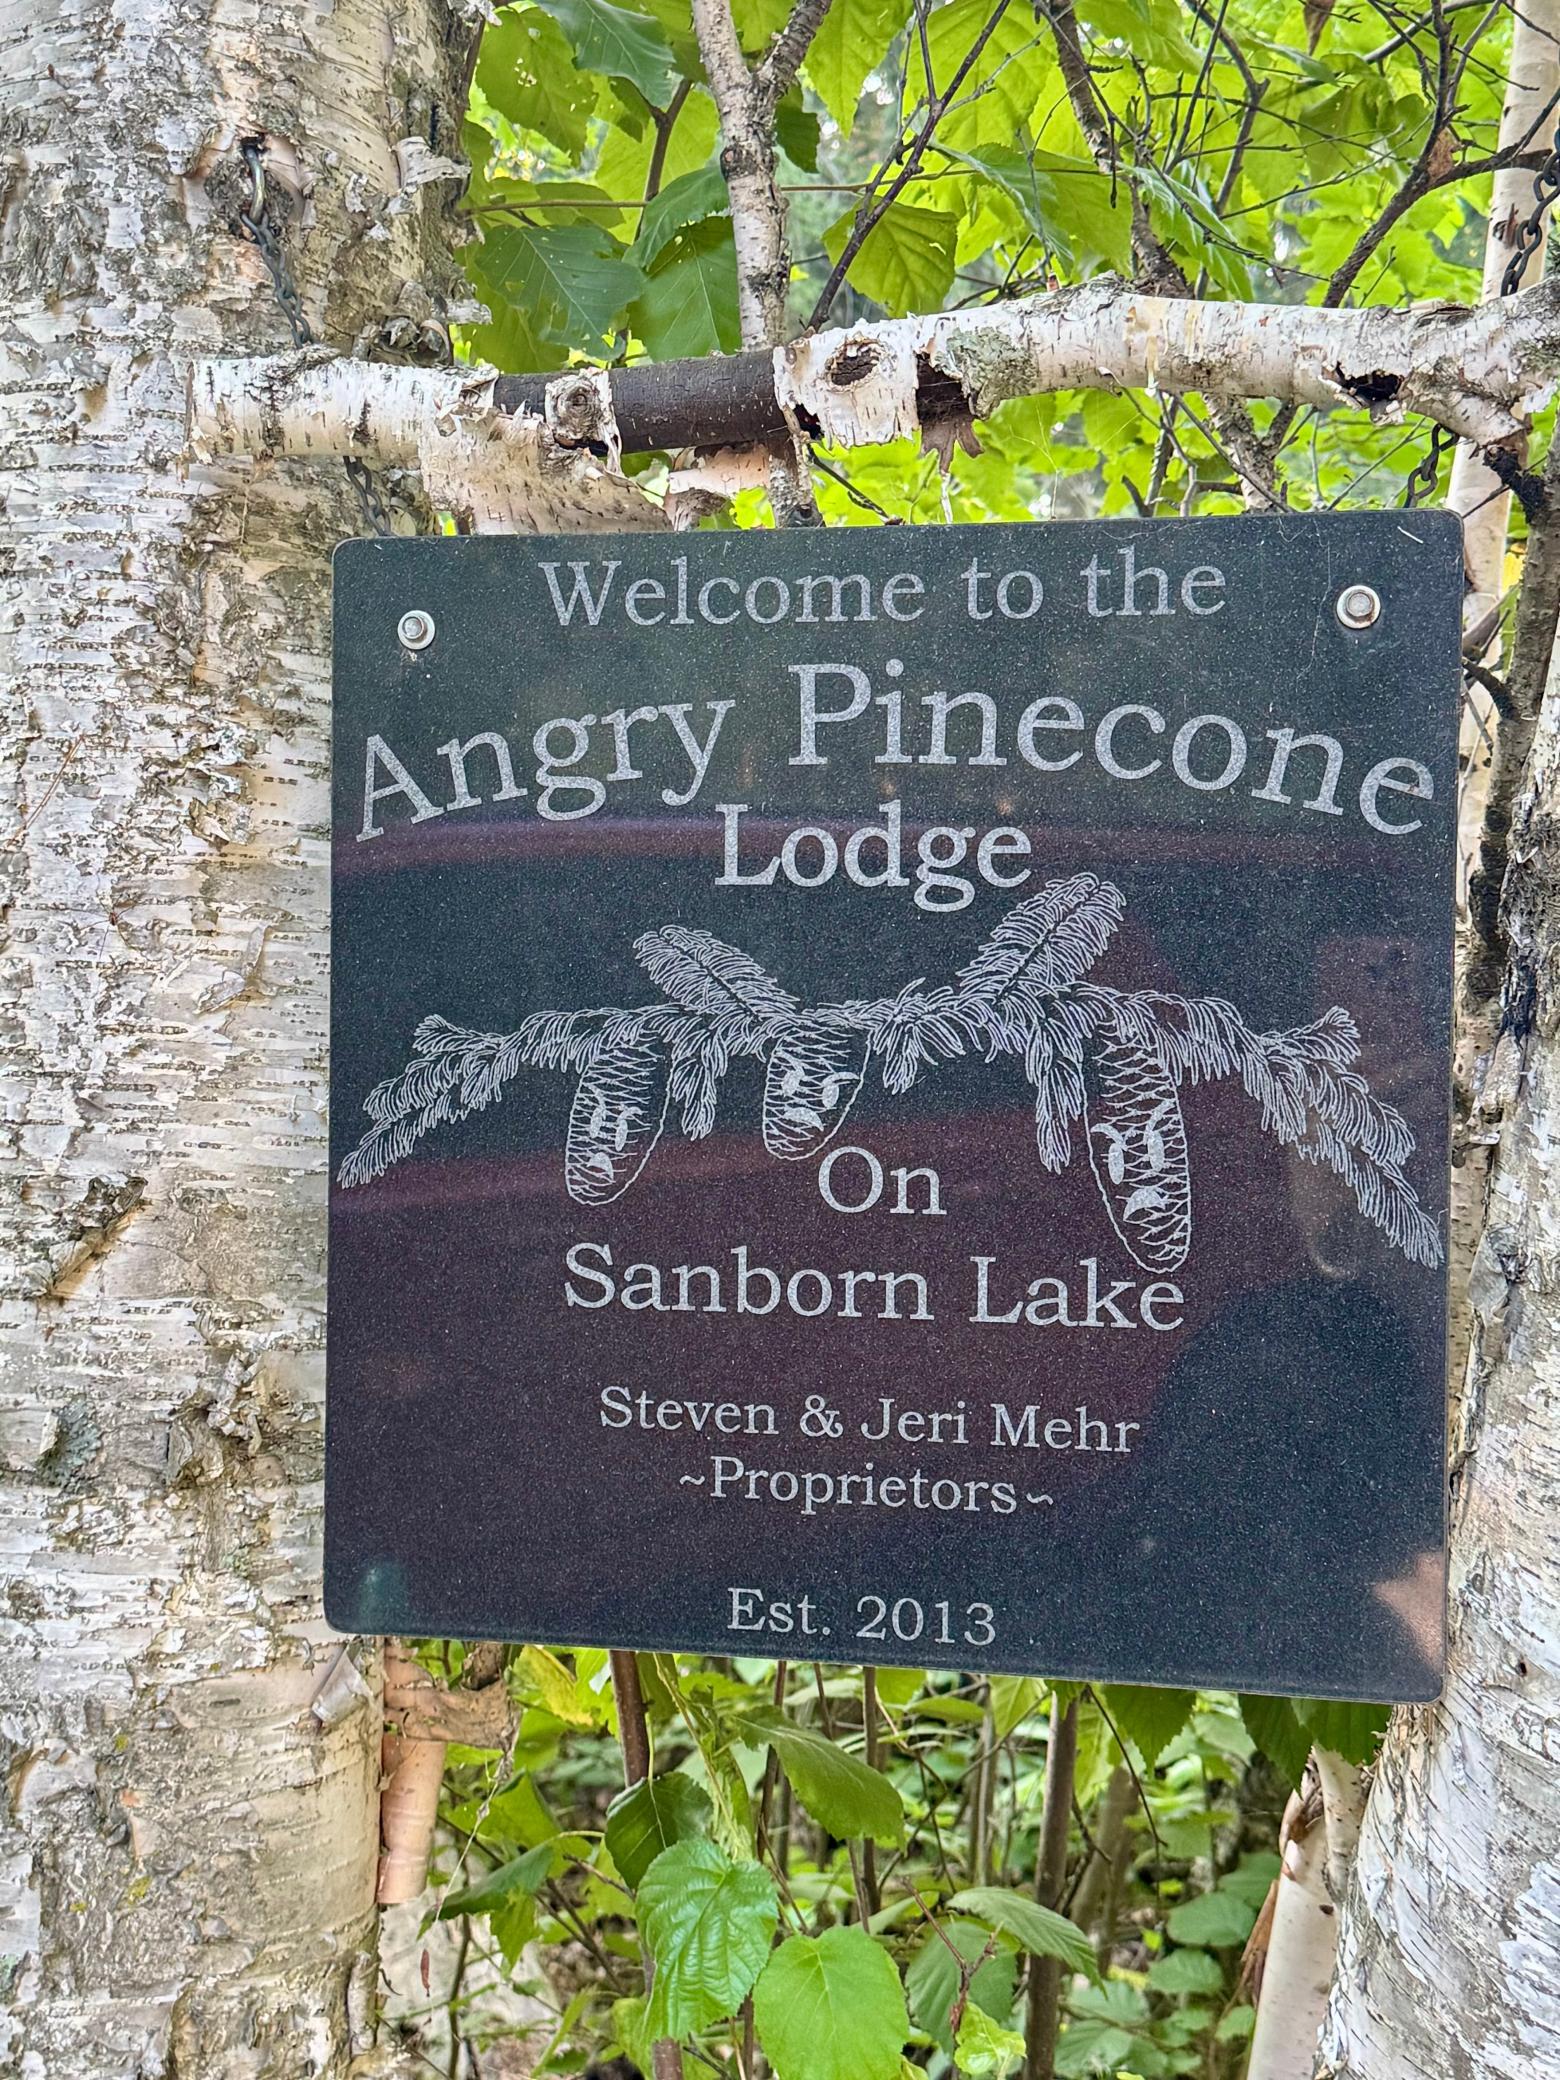 Welcome to the
Angry Pinecone
Lodge
On
Sanborn Lake
Steven & Jeri Mehr
~Proprietors~
Est. 2013